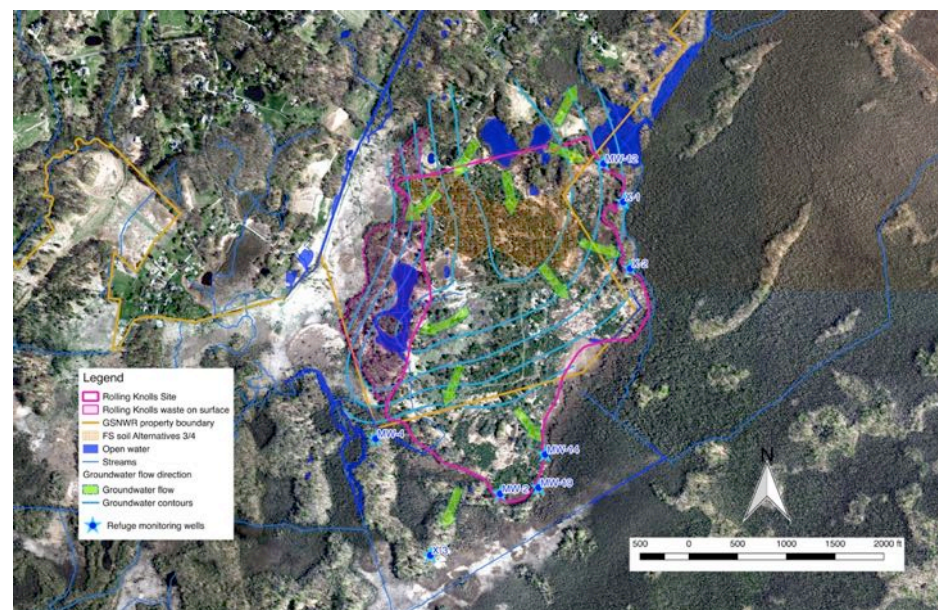 MW-12
X-1
X-2
Legend
Rolling Knolls Site
Rolling Knolls waste on surface
GSNWR property boundary
FS soil Alternatives 3/4
Open water
Streams
Groundwater flow direction
Groundwater flow
Groundwater contours
Refuge monitoring wells
MW-4
MW-14
MW-2
MW-19
X-3
N
500 0 500 1000 1500 2000 ft